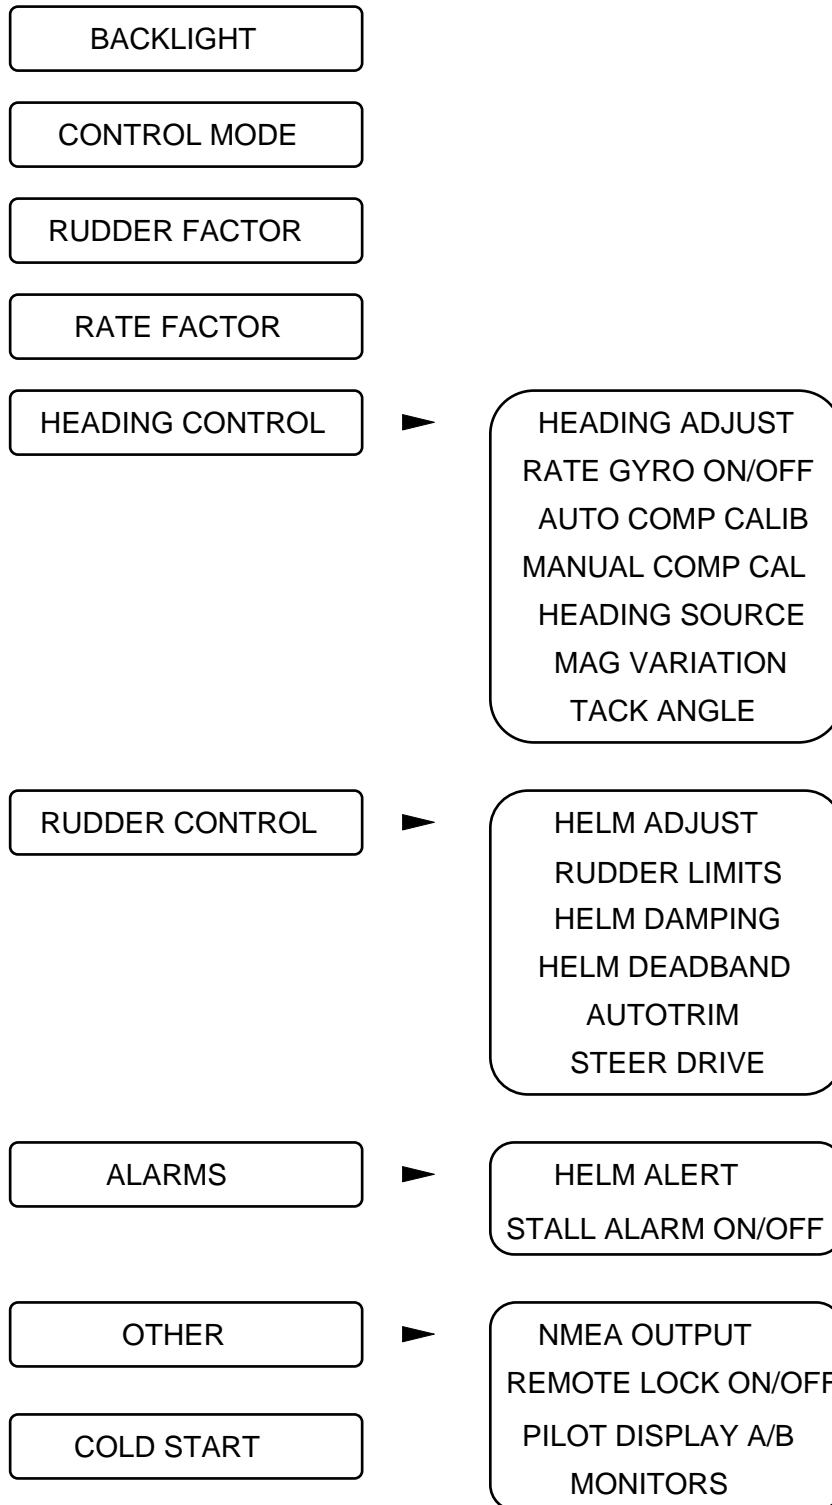 BACKLIGHT
CONTROL MODE
RUDDER FACTOR
RATE FACTOR
HEADING CONTROL
HEADING ADJUST
RATE GYRO ON/OFF
AUTO COMP CALIB
MANUAL COMP CAL
HEADING SOURCE
MAG VARIATION
TACK ANGLE
RUDDER CONTROL
HELM ADJUST
RUDDER LIMITS
HELM DAMPING
HELM DEADBAND
AUTOTRIM
STEER DRIVE
ALARMS
HELM ALERT
STALL ALARM ON/OFF
OTHER
NMEA OUTPUT
REMOTE LOCK ON/OFF
PILOT DISPLAY A/B
MONITORS
COLD START